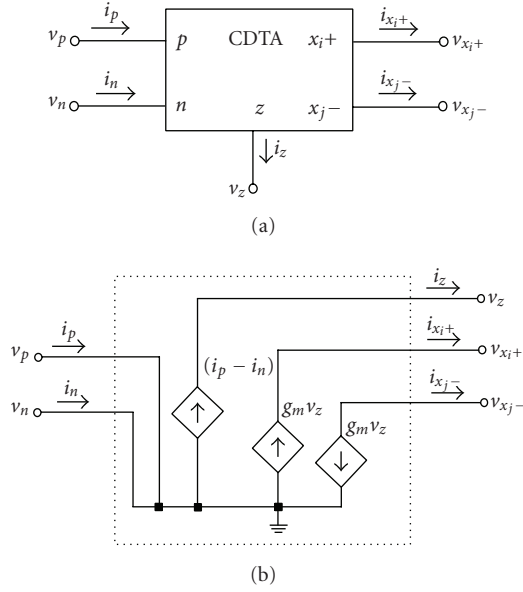 i_p
v_p p CDTA x_i+ i_{x_i+} v_{x_i+}
i_n
v_n n z x_j− i_{x_j−} v_{x_j−}
i_z
v_z
(a)
i_z
v_z
i_p
v_p (i_p − i_n) i_{x_i+} v_{x_i+}
i_n
v_n g_m v_z i_{x_j−} v_{x_j−}
g_m v_z
(b)